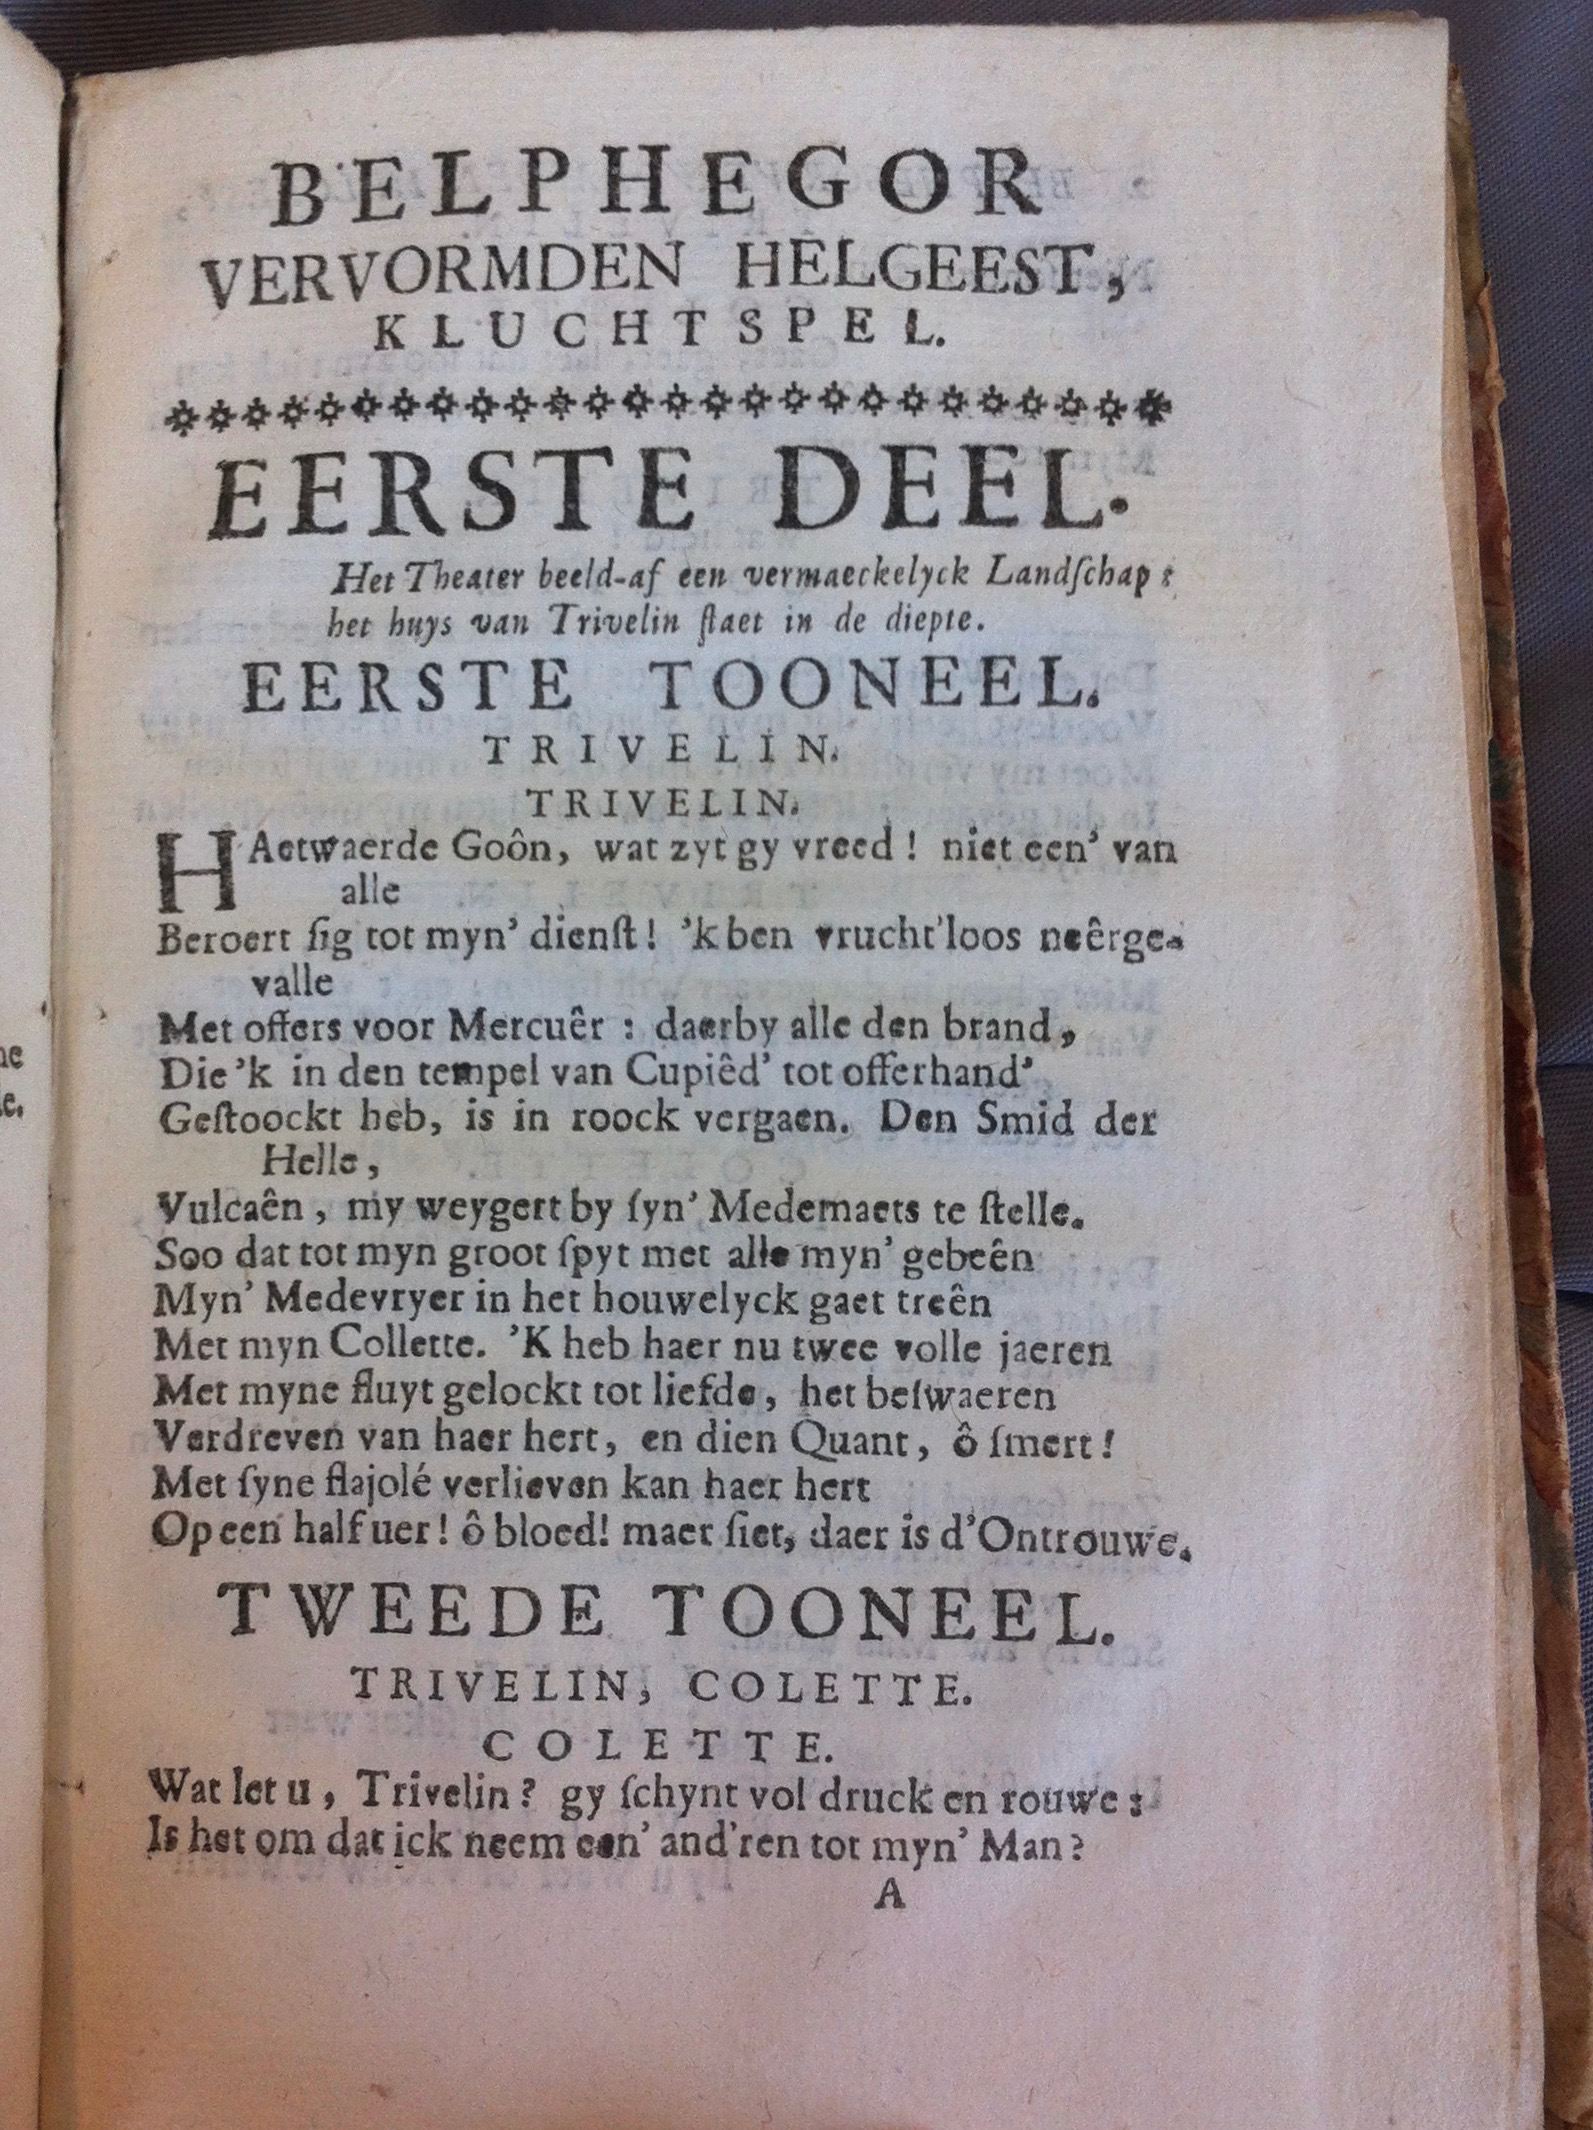 BELPHEGOR
VERVORMDEN HELGEEST,
KLUCHTSPEL.
EERSTE DEEL.
Het Theater beeld-af een vermaeckelyck Landſchap:
het huys van Trivelin ſtaet in de diepte.
EERSTE TOONEEL.
TRIVELIN.
TRIVELIN.
HAetwaerde Goôn, wat zyt gy vreed! niet een' van
alle
Beroert ſig tot myn' dienſt! 'k ben vrucht'loos neêrge-
valle
Met offers voor Mercuêr: daerby alle den brand,
Die 'k in den tempel van Cupiêd' tot offerhand'
Geſtoockt heb, is in roock vergaen. Den Smid der
Helle,
Vulcaên, my weygert by ſyn' Medemaets te ſtelle.
Soo dat tot myn groot ſpyt met alle myn' gebeên
Myn' Medevryer in het houwelyck gaet treên
Met myn Collette. 'K heb haer nu twee volle jaeren
Met myne fluyt gelockt tot liefde, het beſwaeren
Verdreven van haer hert, en dien Quant, ô ſmert!
Met ſyne flajolé verlieven kan haer hert
Op een half uer! ô bloed! maer ſiet, daer is d'Ontrouwe.
TWEEDE TOONEEL.
TRIVELIN, COLETTE.
COLETTE.
Wat let u, Trivelin? gy ſchynt vol druck en rouwe:
Is het om dat ick neem een' and'ren tot myn' Man?
A